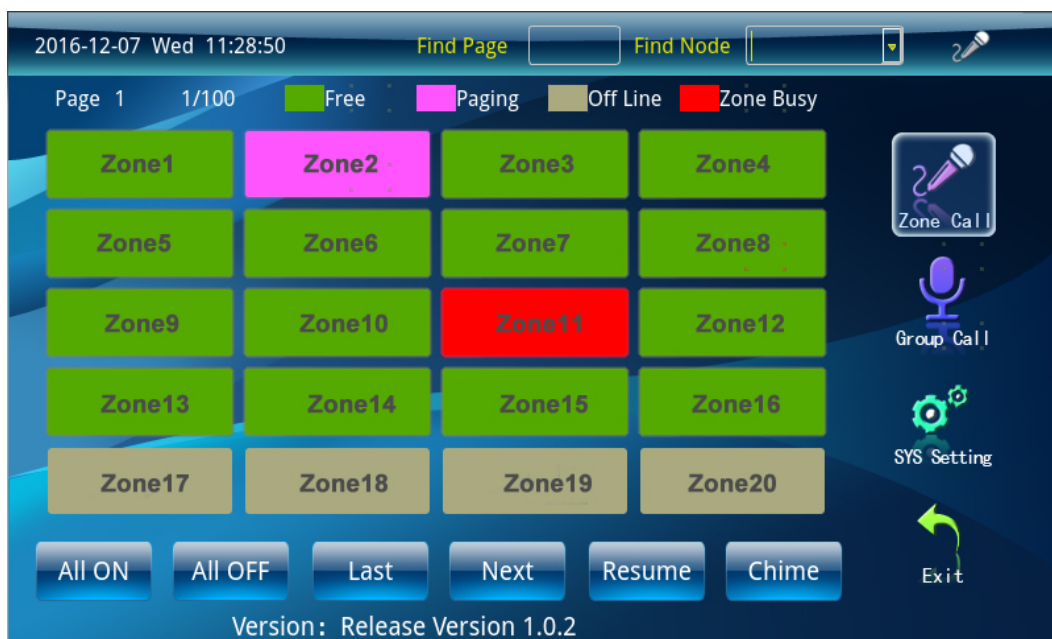 2016-12-07 Wed 11:28:50 Find Page Find Node
Page 1 1/100 Free Paging Off Line Zone Busy
Zone1 Zone2 Zone3 Zone4
Zone5 Zone6 Zone7 Zone8
Zone9 Zone10 Zone11 Zone12
Zone13 Zone14 Zone15 Zone16
Zone17 Zone18 Zone19 Zone20
Zone Call
Group Call
SYS Setting
Exit
All ON All OFF Last Next Resume Chime
Version: Release Version 1.0.2